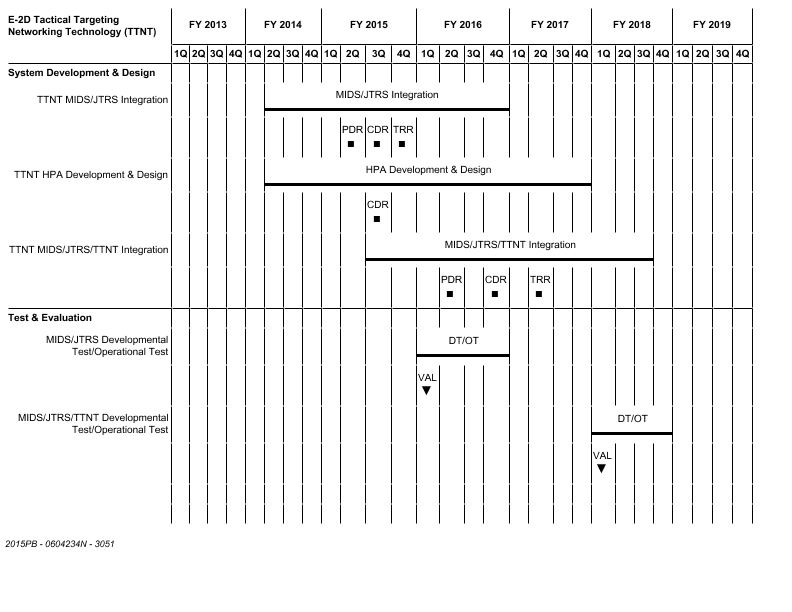 E-2D Tactical Targeting
Networking Technology (TTNT)
FY 2013 FY 2014 FY 2015 FY 2016 FY 2017 FY 2018 FY 2019
1Q 2Q 3Q 4Q 1Q 2Q 3Q 4Q 1Q 2Q 3Q 4Q 1Q 2Q 3Q 4Q 1Q 2Q 3Q 4Q 1Q 2Q 3Q 4Q 1Q 2Q 3Q 4Q
System Development & Design
TTNT MIDS/JTRS Integration
MIDS/JTRS Integration
PDR CDR TRR
TTNT HPA Development & Design
HPA Development & Design
CDR
TTNT MIDS/JTRS/TTNT Integration
MIDS/JTRS/TTNT Integration
PDR CDR TRR
Test & Evaluation
MIDS/JTRS Developmental
Test/Operational Test
DT/OT
VAL
MIDS/JTRS/TTNT Developmental
Test/Operational Test
DT/OT
VAL
2015PB - 0604234N - 3051